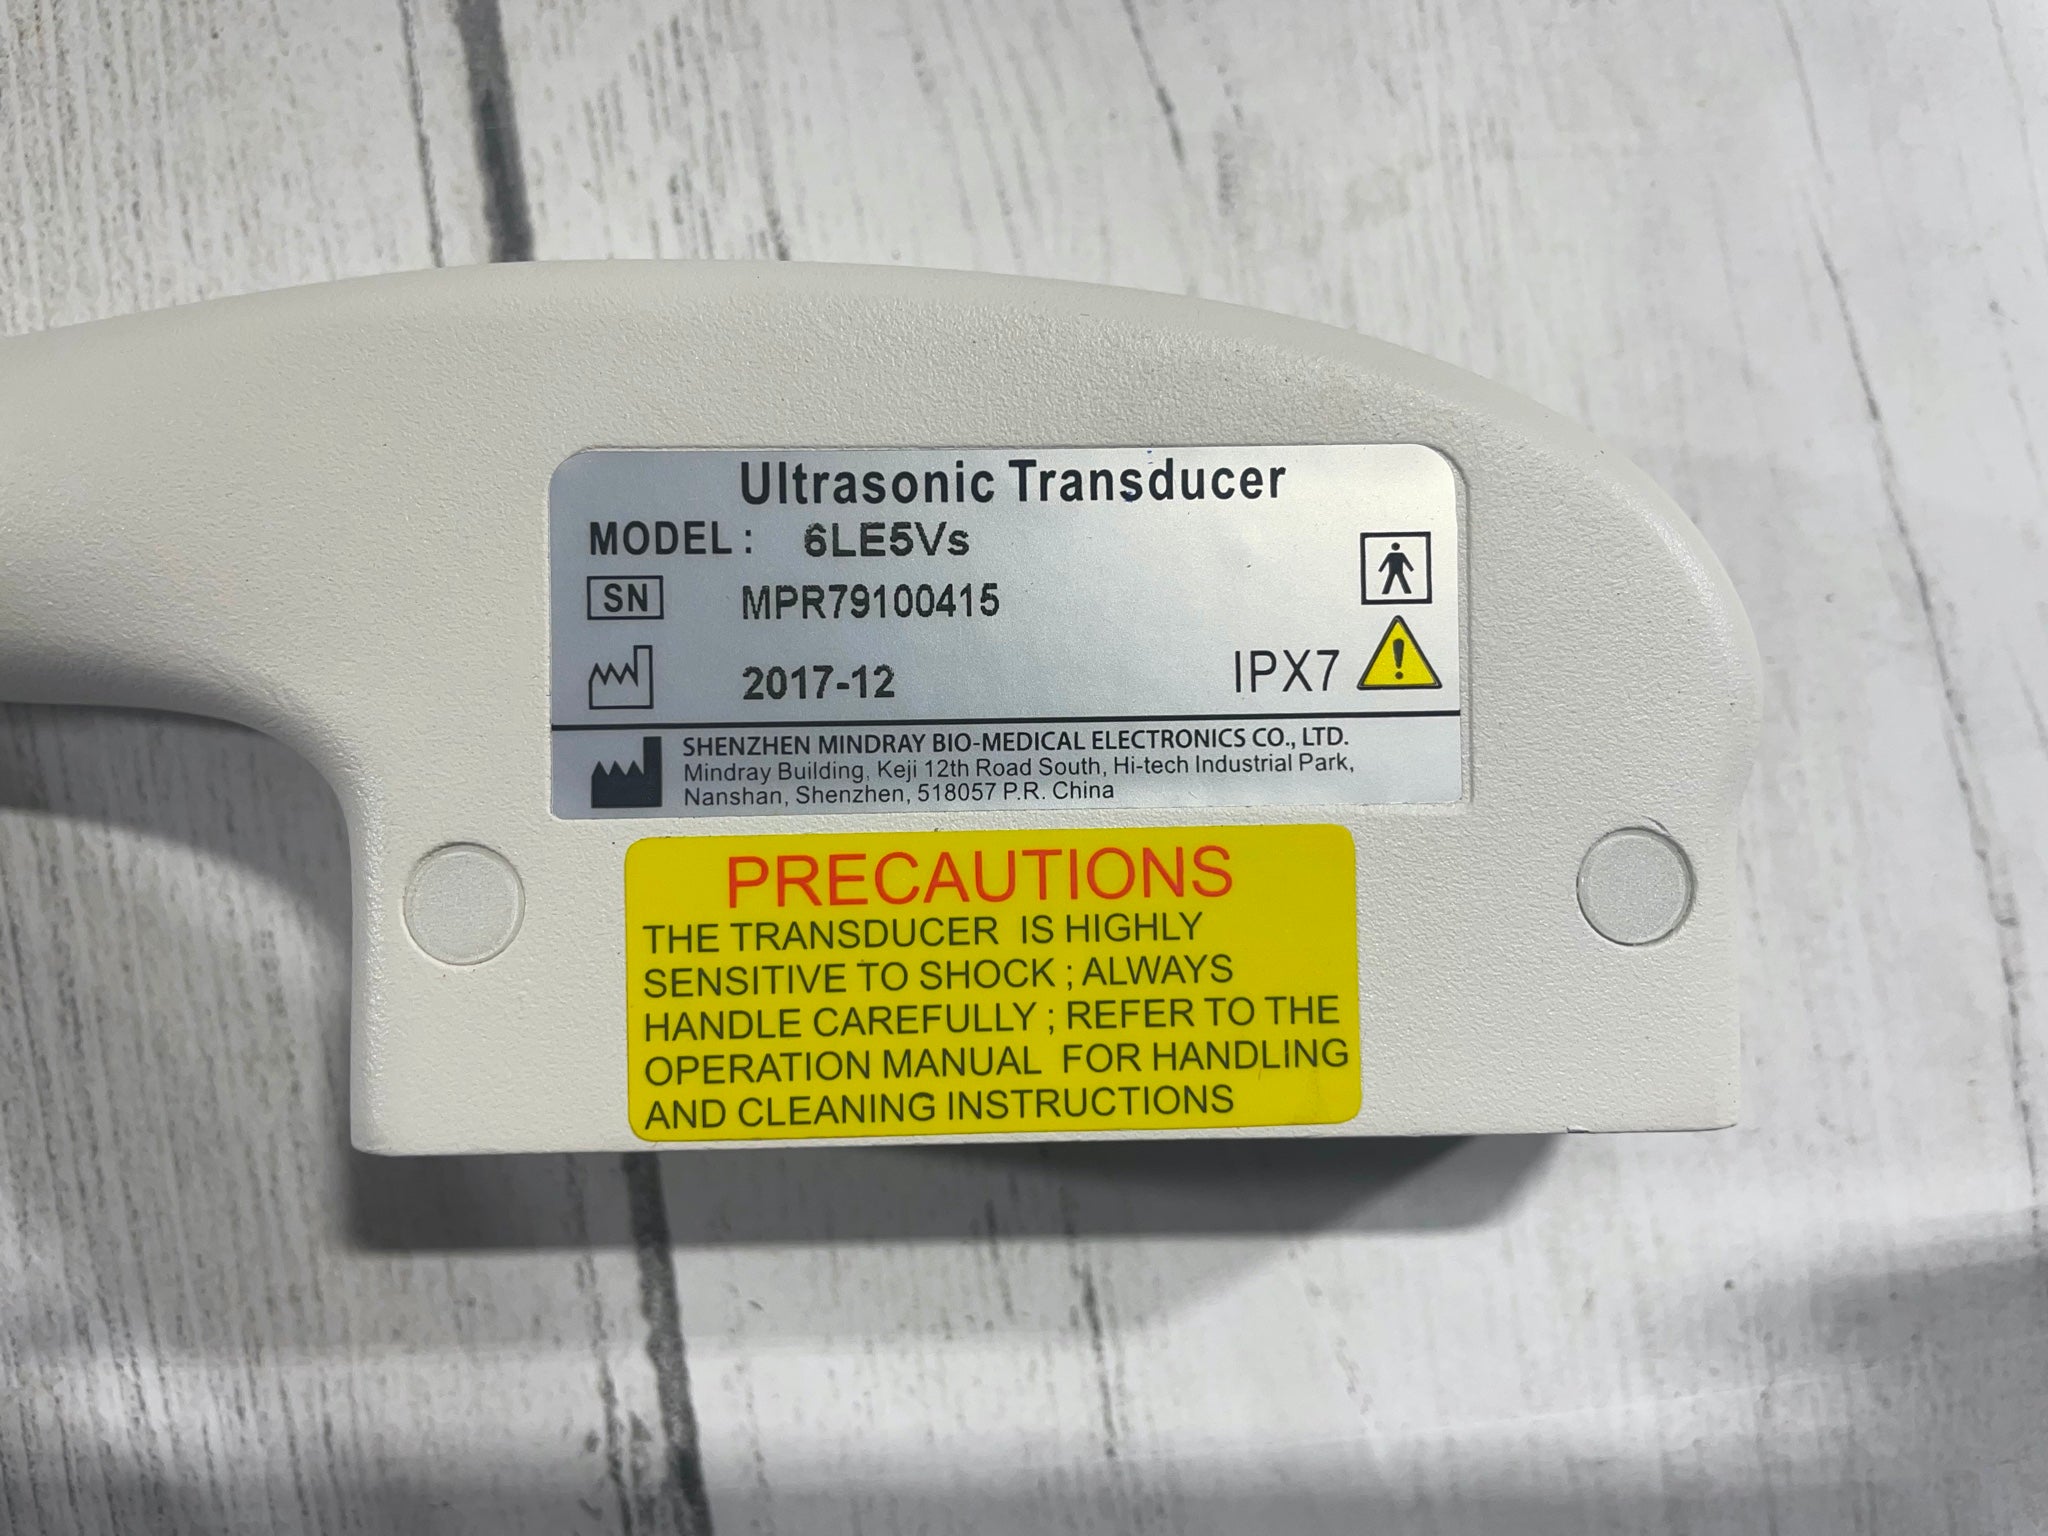 Ultrasonic Transducer
MODEL: 6LE5Vs
SN MPR79100415
2017-12 IPX7
SHENZHEN MINDRAY BIO-MEDICAL ELECTRONICS CO., LTD.
Mindray Building, Keji 12th Road South, Hi-tech Industrial Park,
Nanshan, Shenzhen, 518057 P.R. China
PRECAUTIONS
THE TRANSDUCER IS HIGHLY
SENSITIVE TO SHOCK ; ALWAYS
HANDLE CAREFULLY ; REFER TO THE
OPERATION MANUAL FOR HANDLING
AND CLEANING INSTRUCTIONS